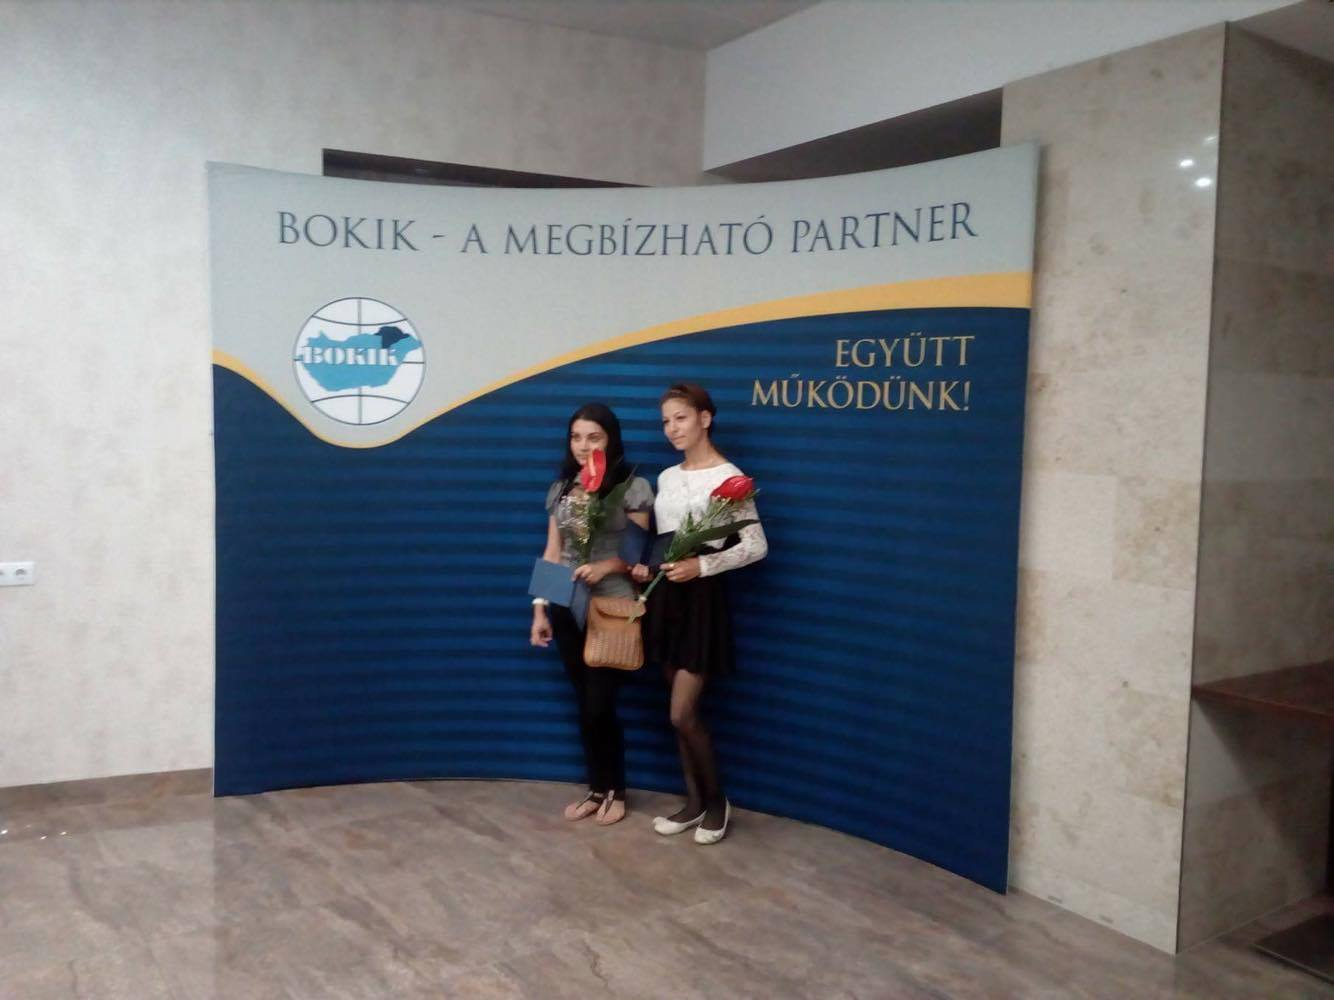 BOKIK - A MEGBÍZHATÓ PARTNER
BOKIK
EGYÜTT
MŰKÖDÜNK!